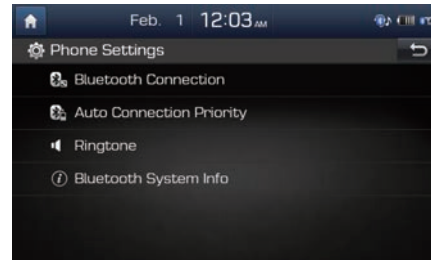 Feb. 1 12:03 AM
Phone Settings
Bluetooth Connection
Auto Connection Priority
Ringtone
Bluetooth System Info